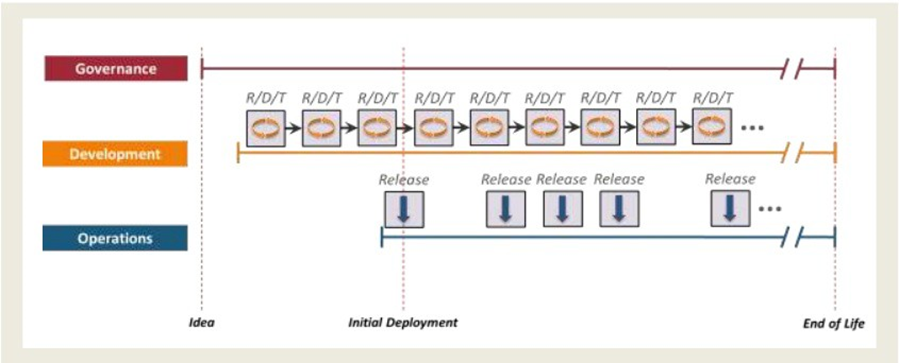 Governance
R/D/T R/D/T R/D/T R/D/T R/D/T R/D/T R/D/T R/D/T R/D/T
...
Development
Release Release Release Release Release
...
Operations
Idea Initial Deployment End of Life